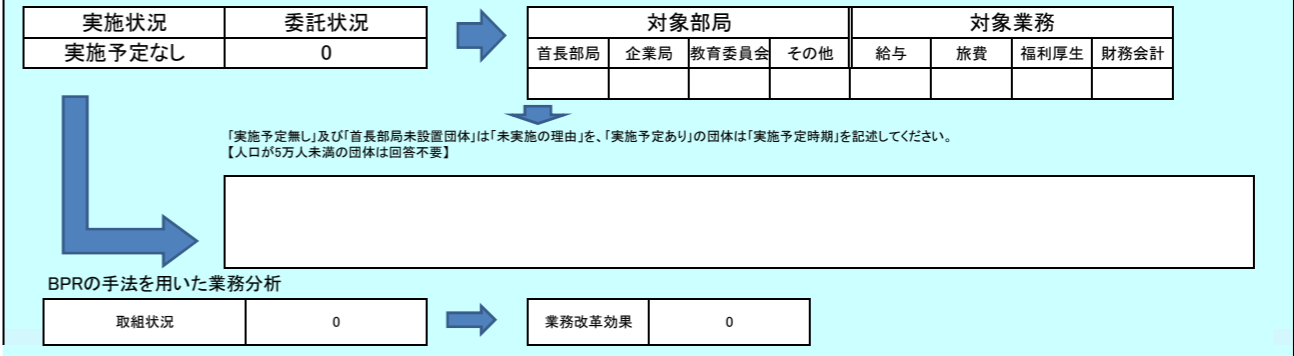 実施状況 委託状況 対象部局 対象業務
実施予定なし 0 首長部局 企業局 教育委員会 その他 給与 旅費 福利厚生 財務会計
「実施予定無し」及び「首長部局未設置団体」は「未実施の理由」を、「実施予定あり」の団体は「実施予定時期」を記述してください。
【人口が5万人未満の団体は回答不要】
BPRの手法を用いた業務分析
取組状況 0 業務改革効果 0